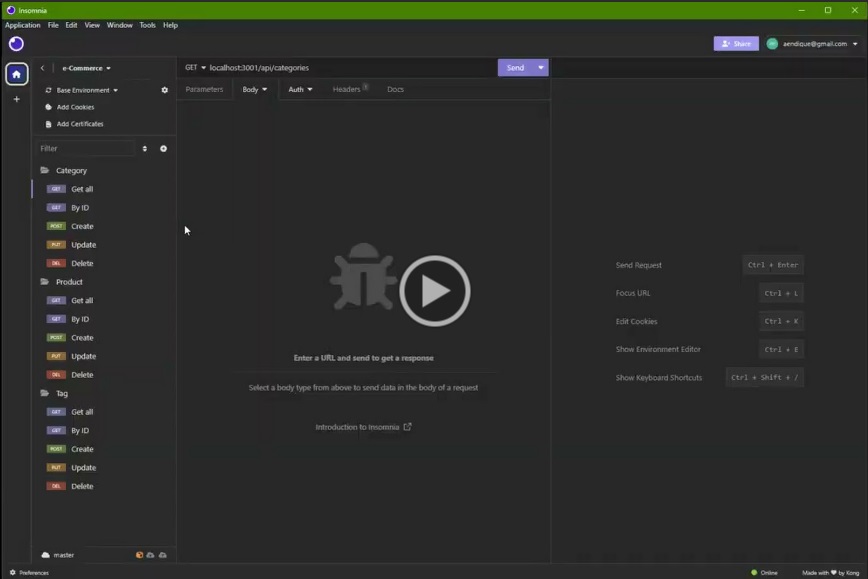 Insomnia
Application File Edit View Window Tools Help
Share aendique@gmail.com
e-Commerce
GET localhost:3001/api/categories Send
Base Environment
Parameters Body Auth Headers Docs
Add Cookies
Add Certificates
Filter
Category
GET Get all
GET By ID
POST Create
PUT Update
DEL Delete
Product
GET Get all
GET By ID
POST Create
PUT Update
DEL Delete
Tag
GET Get all
GET By ID
POST Create
PUT Update
DEL Delete
Enter a URL and send to get a response
Select a body type from above to send data in the body of a request
Introduction to Insomnia
Send Request Ctrl + Enter
Focus URL Ctrl + L
Edit Cookies Ctrl + K
Show Environment Editor Ctrl + E
Show Keyboard Shortcuts Ctrl + Shift + /
master
Preferences
Online Made with ♥ by Kong